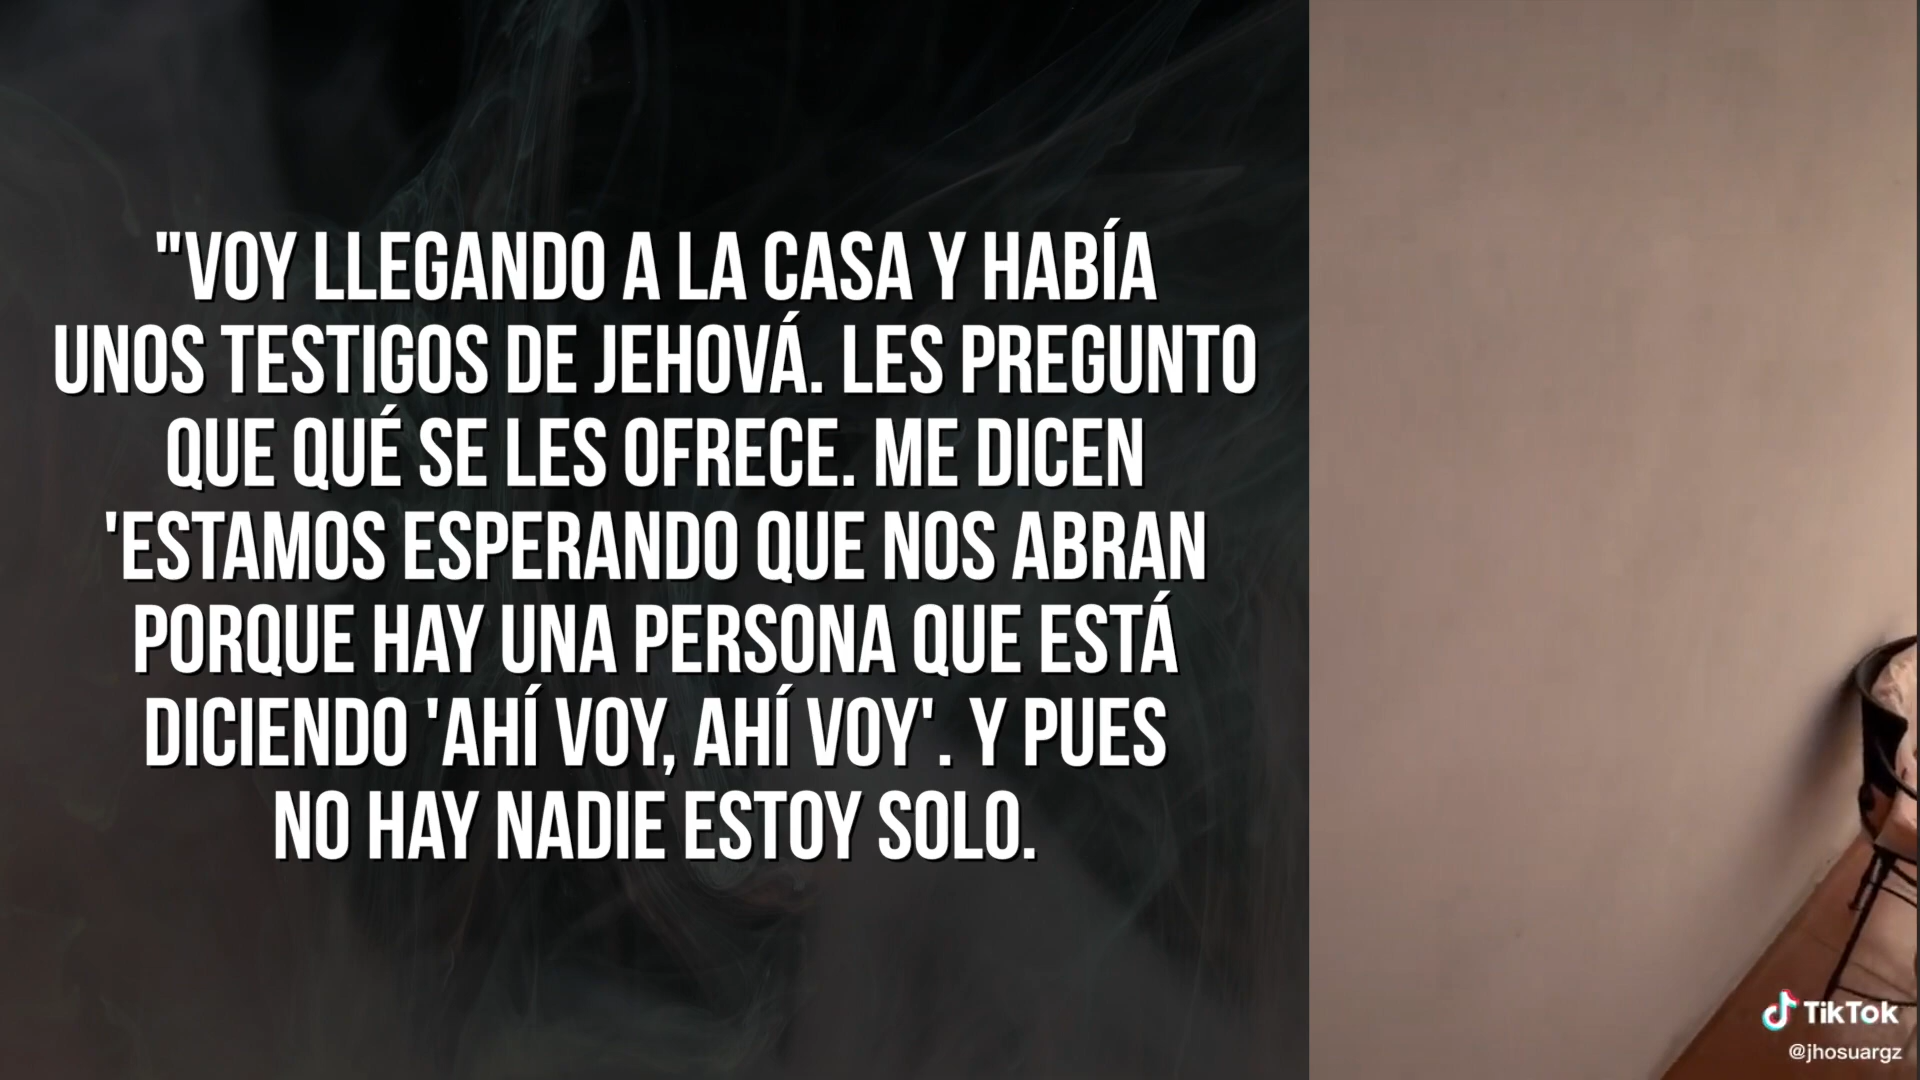 "VOY LLEGANDO A LA CASA Y HABÍA
UNOS TESTIGOS DE JEHOVÁ. LES PREGUNTO
QUE QUÉ SE LES OFRECE. ME DICEN
'ESTAMOS ESPERANDO QUE NOS ABRAN
PORQUE HAY UNA PERSONA QUE ESTÁ
DICIENDO 'AHÍ VOY, AHÍ VOY'. Y PUES
NO HAY NADIE ESTOY SOLO.
TikTok
@jhosuargz